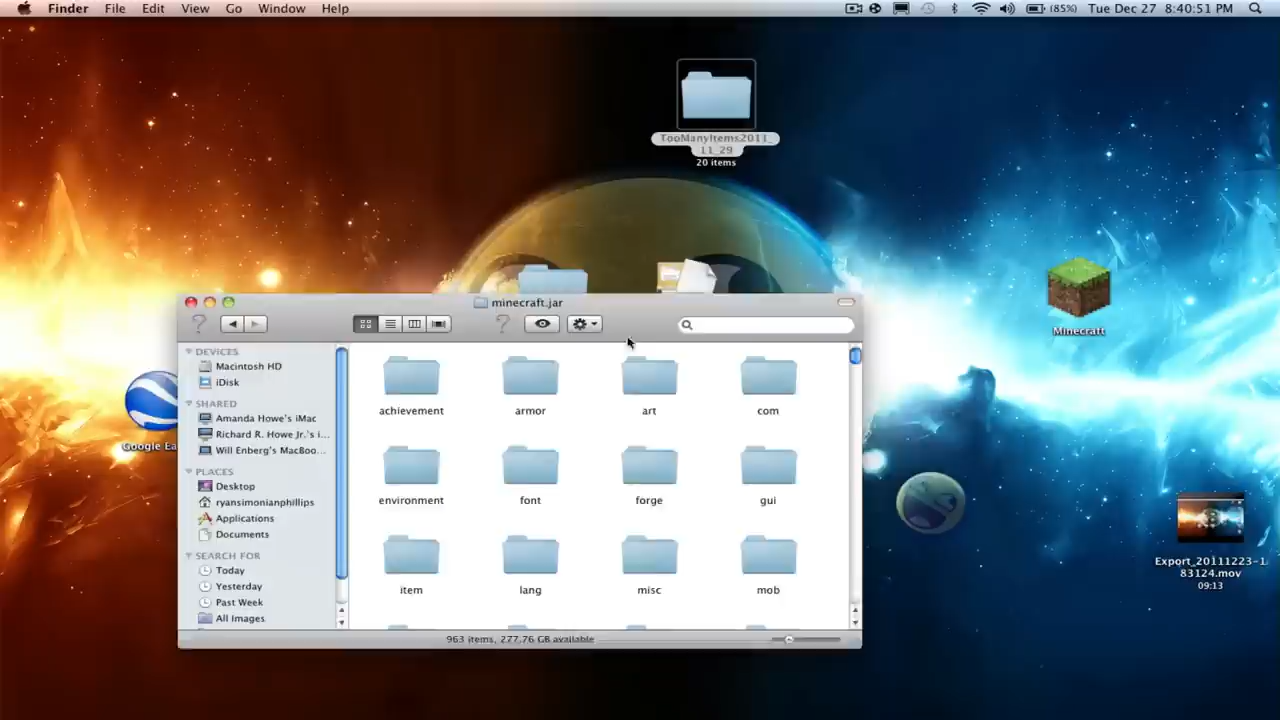 Finder File Edit View Go Window Help
(85%) Tue Dec 27 8:40:51 PM
TooManyItems2011_
11_29
20 items
Minecraft
Google Ea
Export_20111223-1
83124.mov
09:13
minecraft.jar
DEVICES
Macintosh HD
iDisk
SHARED
Amanda Howe's iMac
Richard R. Howe Jr.'s i...
Will Enberg's MacBoo...
PLACES
Desktop
ryansimonianphillips
Applications
Documents
SEARCH FOR
Today
Yesterday
Past Week
All Images
achievement armor art com
environment font forge gui
item lang misc mob
963 items, 277.76 GB available